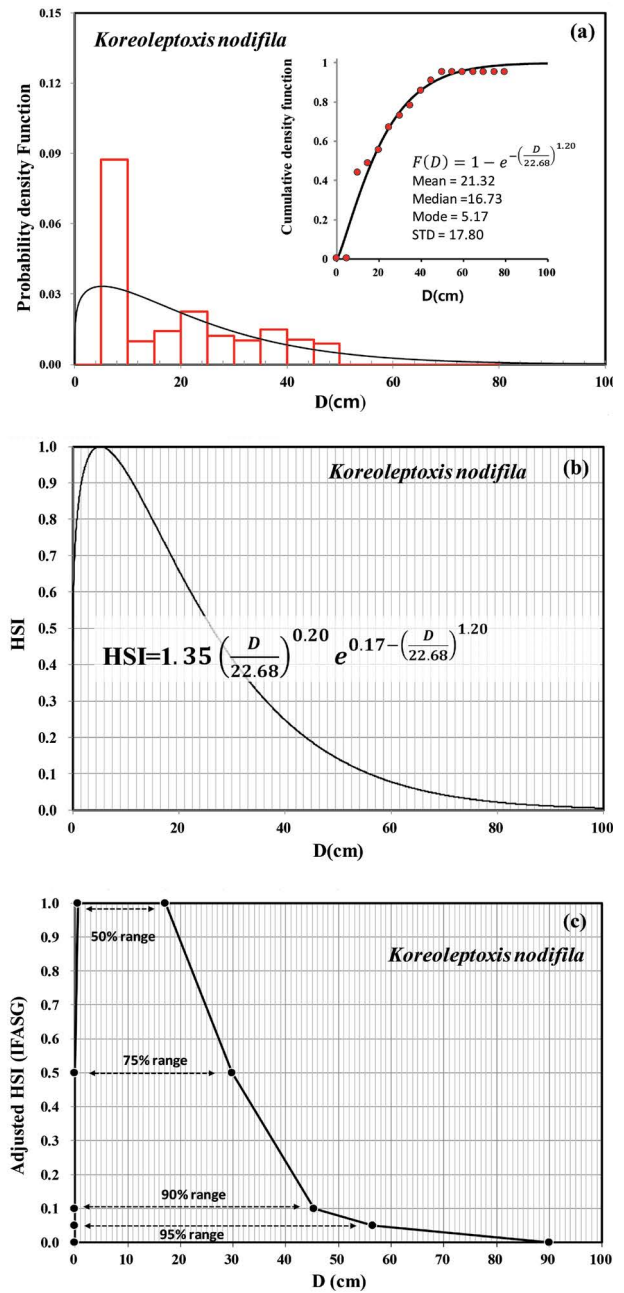 Koreoleptoxis nodifila
(a)
Probability density Function
0.15
0.12
0.09
0.06
0.03
0.00
0
20
40
60
80
100
D(cm)
Cumulative density function
1
0.8
0.6
0.4
0.2
0
0
20
40
60
80
100
D(cm)
F(D) = 1 − e^{−(D/22.68)^{1.20}}
Mean = 21.32
Median =16.73
Mode = 5.17
STD = 17.80
Koreoleptoxis nodifila
(b)
HSI
1.0
0.9
0.8
0.7
0.6
0.5
0.4
0.3
0.2
0.1
0.0
HSI=1.35 (D/22.68)^{0.20} e^{0.17−(D/22.68)^{1.20}}
0
20
40
60
80
100
D(cm)
(c)
Koreoleptoxis nodifila
Adjusted HSI (IFASG)
1.0
0.9
0.8
0.7
0.6
0.5
0.4
0.3
0.2
0.1
0.0
50% range
75% range
90% range
95% range
0
10
20
30
40
50
60
70
80
90
100
D (cm)